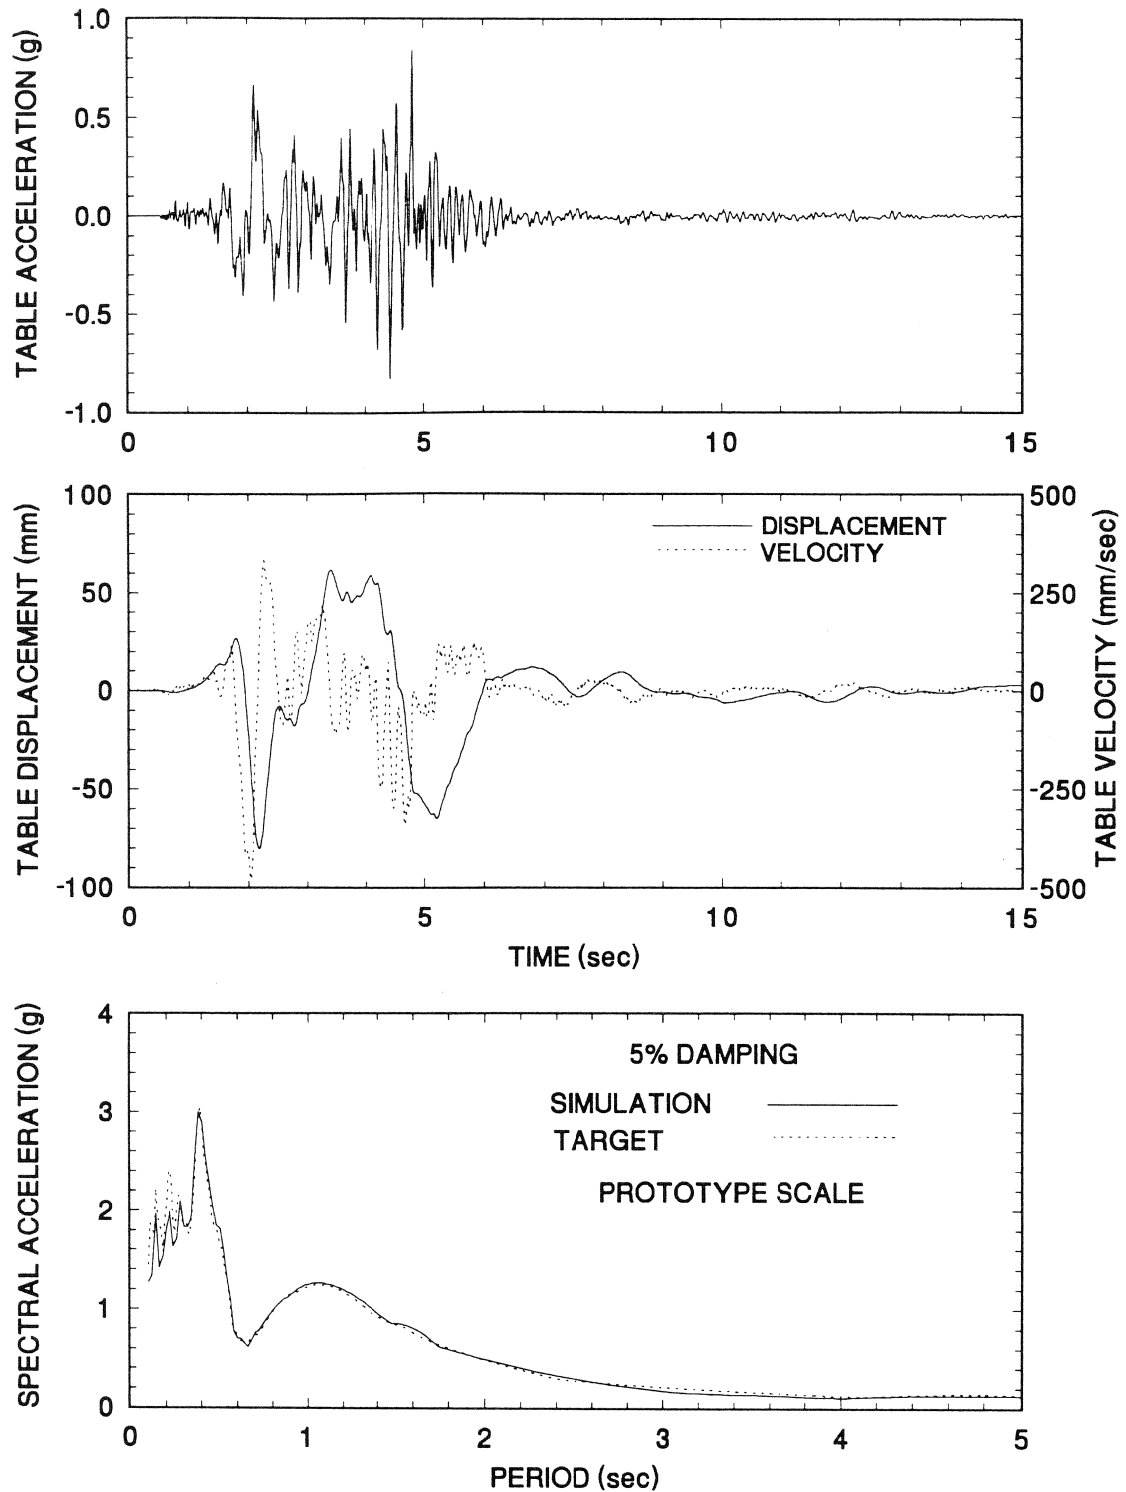 TABLE ACCELERATION (g)
1.0
0.5
0.0
-0.5
-1.0
0 5 10 15
TABLE DISPLACEMENT (mm)
100
50
0
-50
-100
DISPLACEMENT
VELOCITY
500
250
0
-250
-500
TABLE VELOCITY (mm/sec)
0 5 10 15
TIME (sec)
SPECTRAL ACCELERATION (g)
4
3
2
1
0
5% DAMPING
SIMULATION
TARGET
PROTOTYPE SCALE
0 1 2 3 4 5
PERIOD (sec)